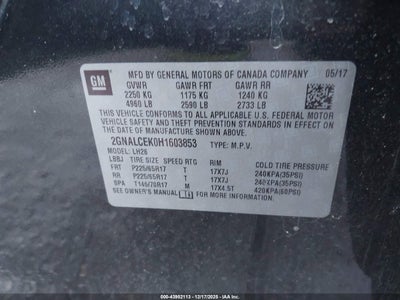 GM
MFD BY GENERAL MOTORS OF CANADA COMPANY 05/17
GVWR GAWR FRT GAWR RR
2250 KG 1175 KG 1240 KG
4960 LB 2590 LB 2733 LB
THIS VEHICLE CONFORMS TO ALL APPLICABLE U.S. FEDERAL
MOTOR VEHICLE SAFETY, BUMPER, AND THEFT PREVENTION
STANDARDS IN EFFECT ON THE DATE OF MANUFACTURE SHOWN ABOVE.
2GNALCEK0H1603853 TYPE: M.P.V.
MODEL: LH26
LBBJ TIRE SIZE SPEED RTG RIM COLD TIRE PRESSURE
FRT P225/65R17 T 17X7J 240KPA(35PSI)
RR P225/65R17 T 17X7J 240KPA(35PSI)
SPA T145/70R17 M 17X4.5T 420KPA(60PSI)
SEE OWNER'S MANUAL FOR ADDITIONAL INFORMATION
000-43902113 - 12/17/2025 - IAA Inc.